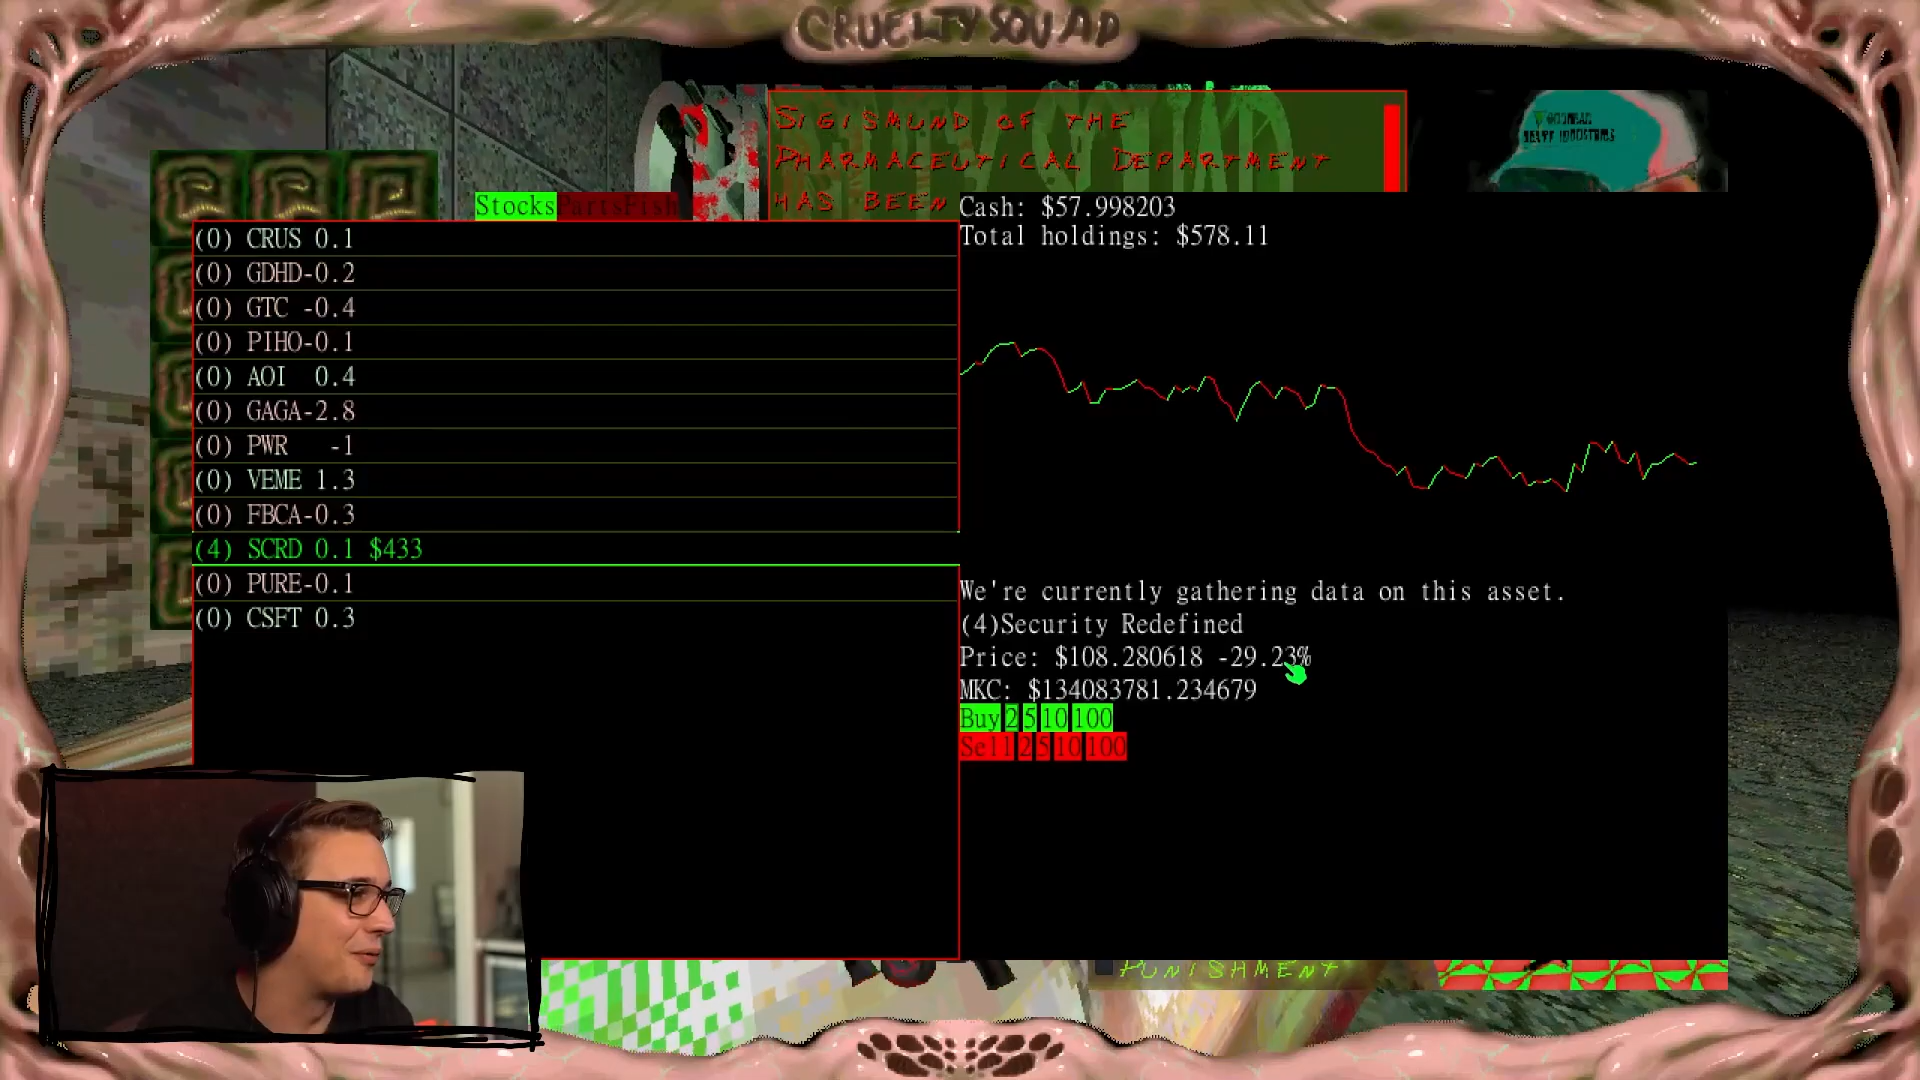 CRUELTY SQUAD
SIGISMUND OF THE
PHARMACEUTICAL DEPARTMENT
HAS BEEN
StocksPartsFish
Cash: $57.998203
Total holdings: $578.11
(0) CRUS 0.1
(0) GDHD-0.2
(0) GTC -0.4
(0) PIHO-0.1
(0) AOI 0.4
(0) GAGA-2.8
(0) PWR -1
(0) VEME 1.3
(0) FBCA-0.3
(4) SCRD 0.1 $433
(0) PURE-0.1
(0) CSFT 0.3
We're currently gathering data on this asset.
(4)Security Redefined
Price: $108.280618 -29.23%
MKC: $134083781.234679
Buy 2 5 10 100
Sell 2 5 10 100
PUNISHMENT